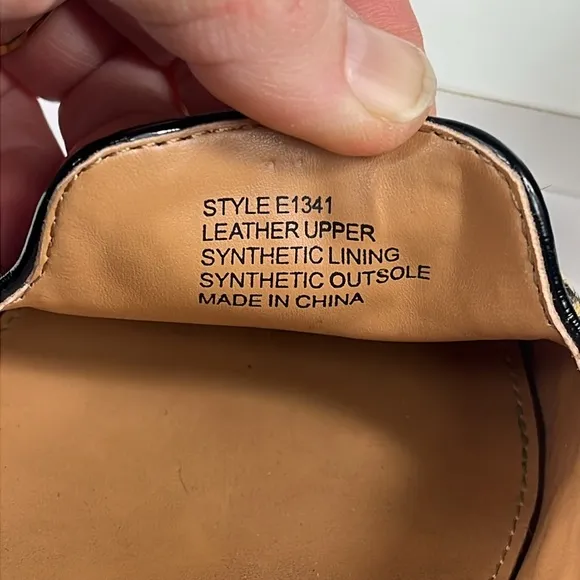 STYLE E1341
LEATHER UPPER
SYNTHETIC LINING
SYNTHETIC OUTSOLE
MADE IN CHINA